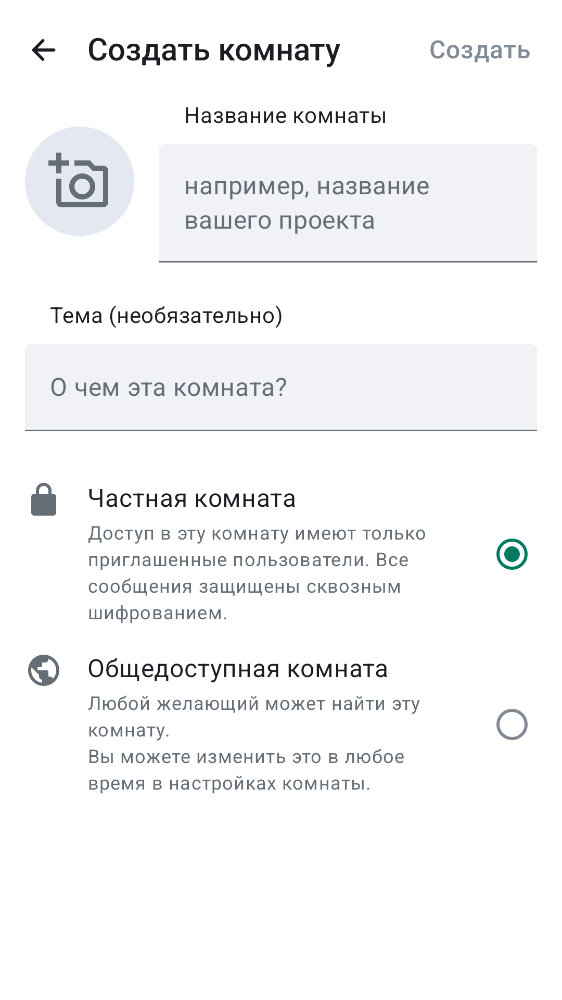 Создать комнату
Создать
Название комнаты
например, название
вашего проекта
Тема (необязательно)
О чем эта комната?
Частная комната
Доступ в эту комнату имеют только
приглашенные пользователи. Все
сообщения защищены сквозным
шифрованием.
Общедоступная комната
Любой желающий может найти эту
комнату.
Вы можете изменить это в любое
время в настройках комнаты.